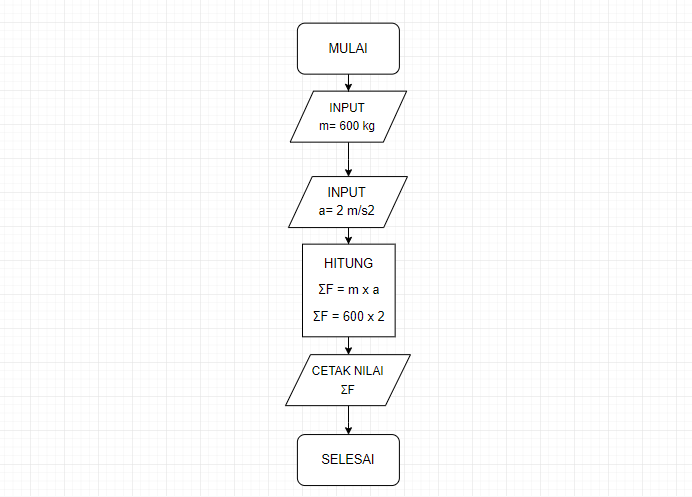 MULAI
INPUT
m= 600 kg
INPUT
a= 2 m/s2
HITUNG
ΣF = m x a
ΣF = 600 x 2
CETAK NILAI
ΣF
SELESAI